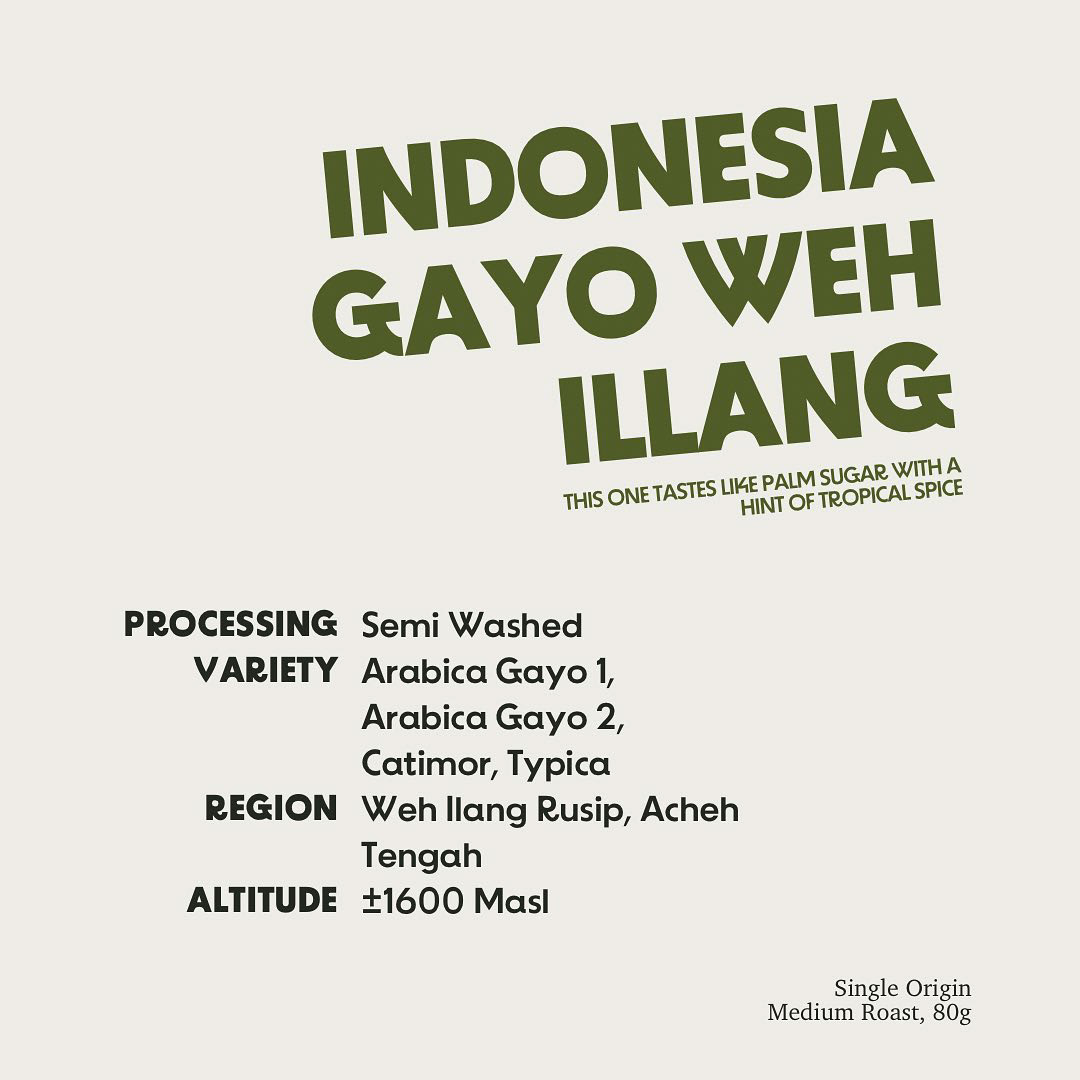 INDONESIA
GAYO WEH
ILLANG
THIS ONE TASTES LIKE PALM SUGAR WITH A
HINT OF TROPICAL SPICE
PROCESSING Semi Washed
VARIETY Arabica Gayo 1,
Arabica Gayo 2,
Catimor, Typica
REGION Weh Ilang Rusip, Acheh
Tengah
ALTITUDE ±1600 Masl
Single Origin
Medium Roast, 80g